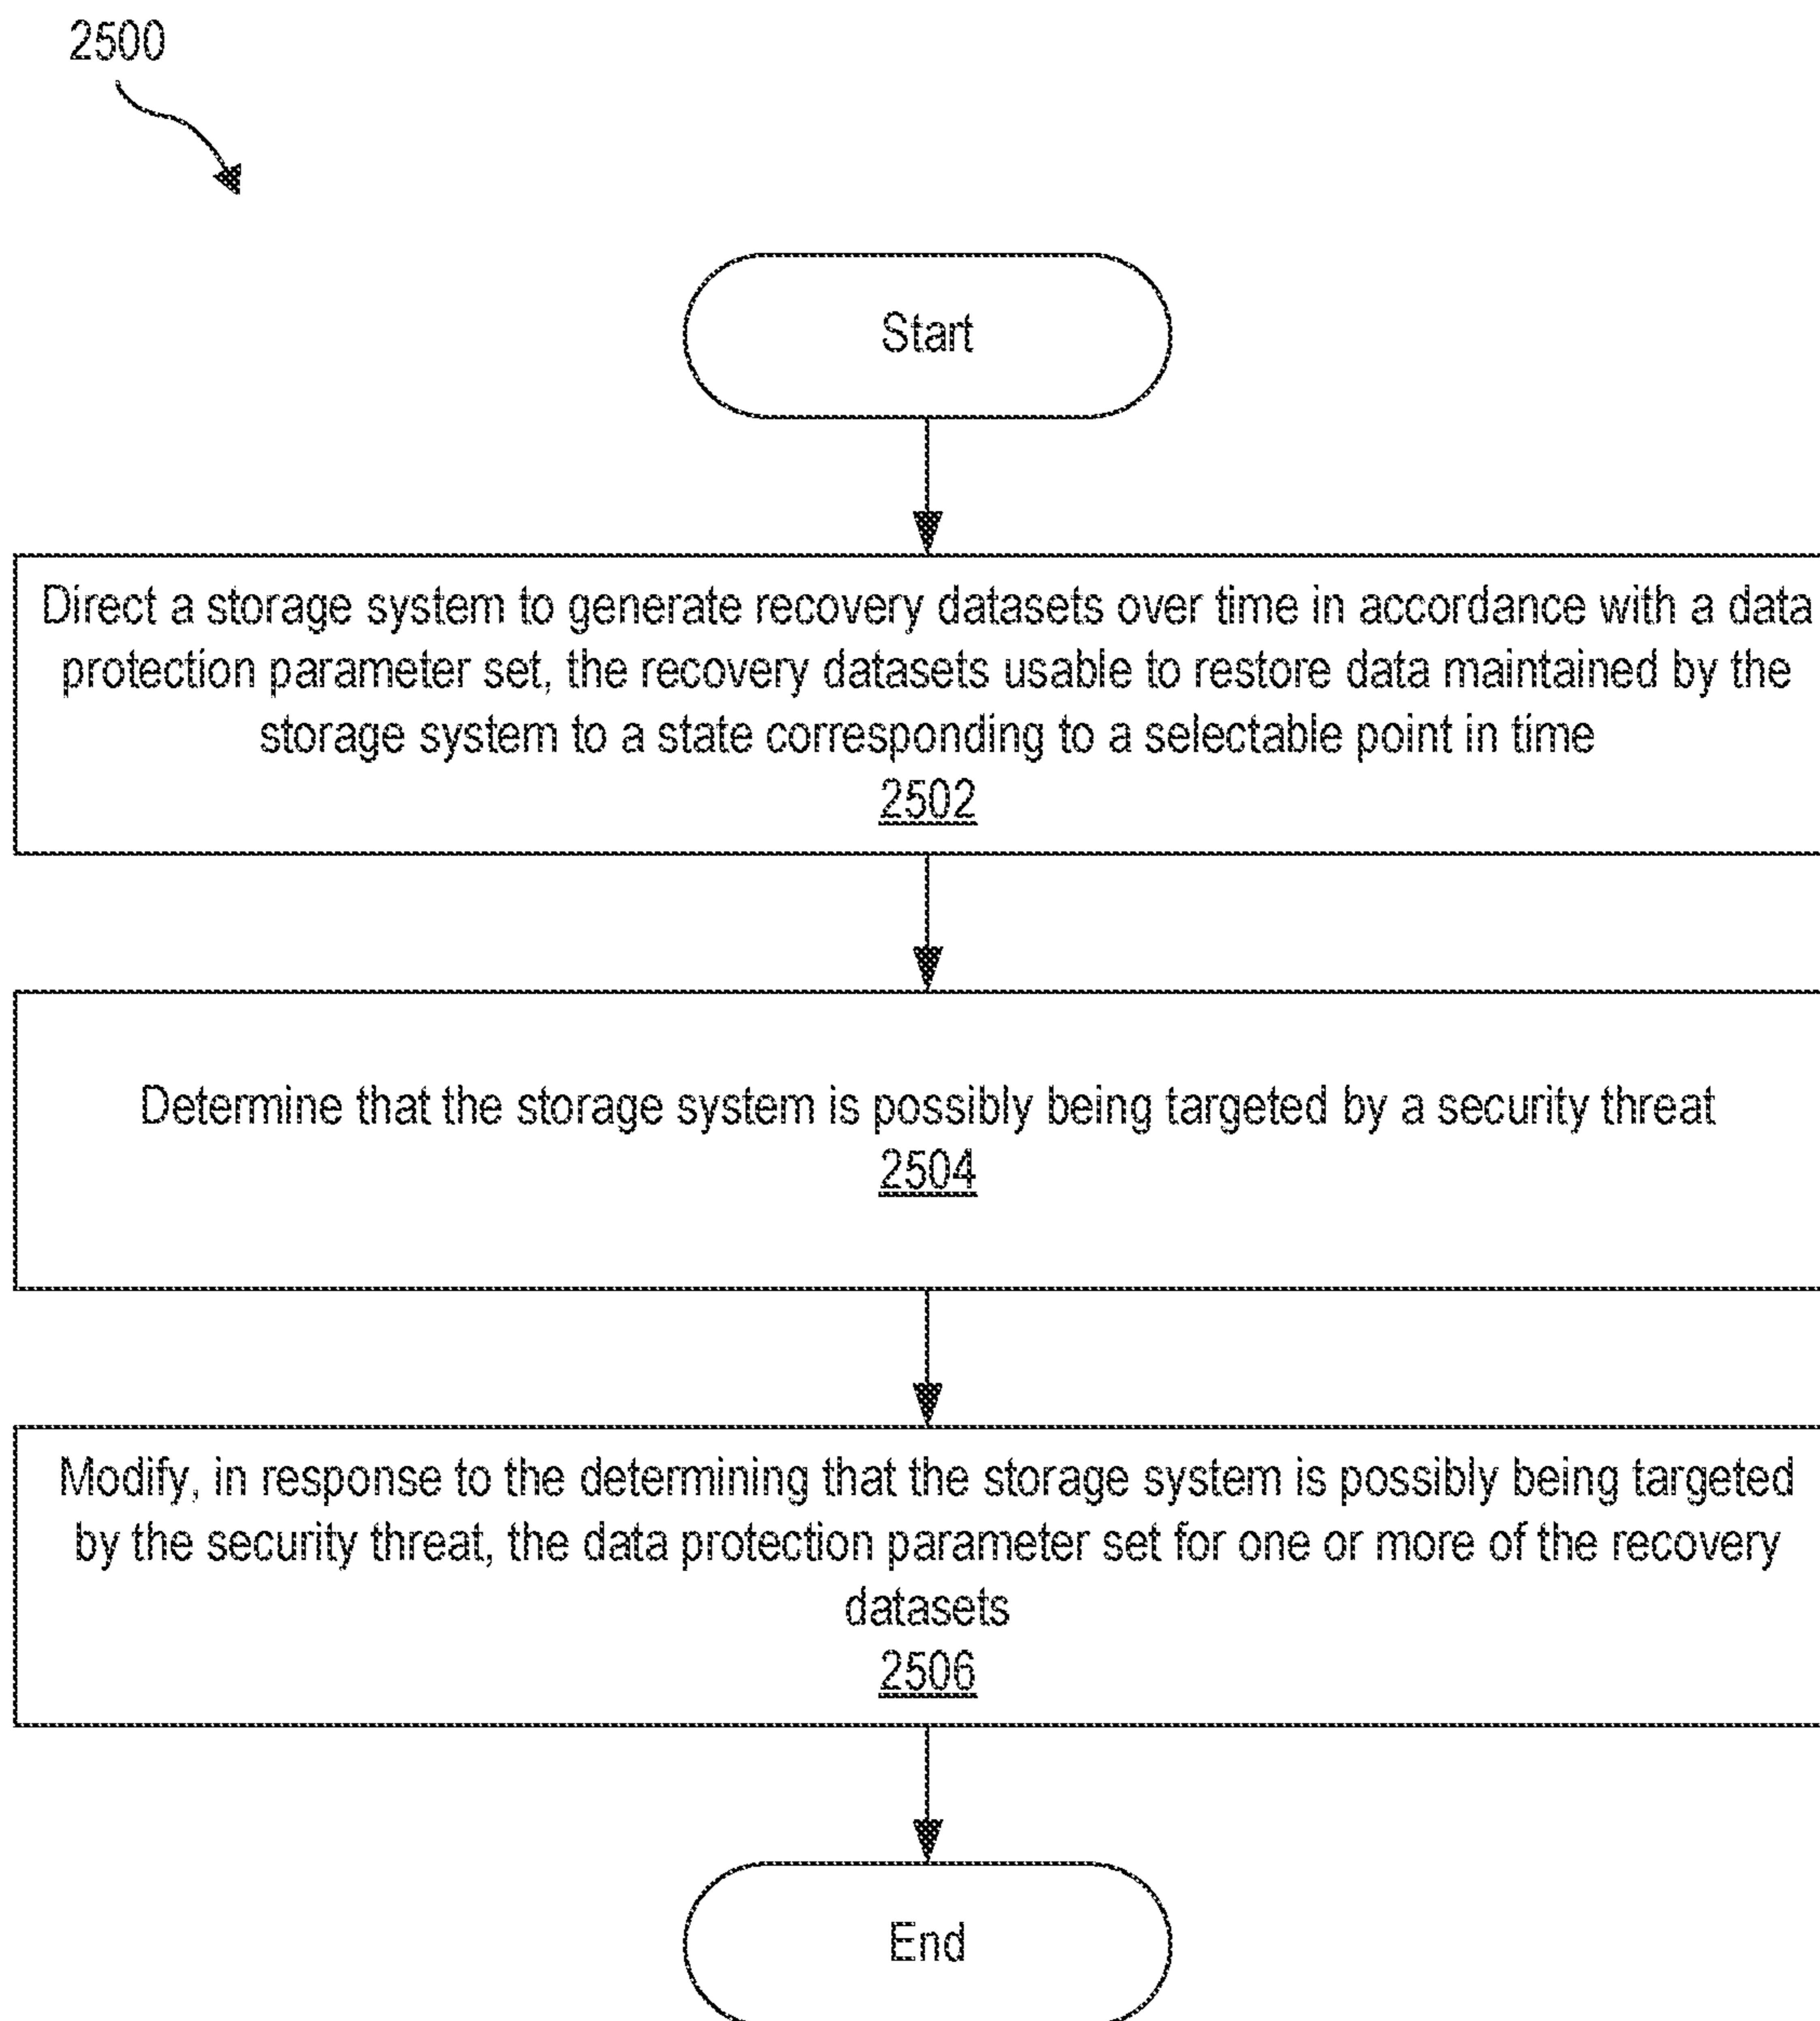 2500
Start
Direct a storage system to generate recovery datasets over time in accordance with a data
protection parameter set, the recovery datasets usable to restore data maintained by the
storage system to a state corresponding to a selectable point in time
2502
Determine that the storage system is possibly being targeted by a security threat
2504
Modify, in response to the determining that the storage system is possibly being targeted
by the security threat, the data protection parameter set for one or more of the recovery
datasets
2506
End